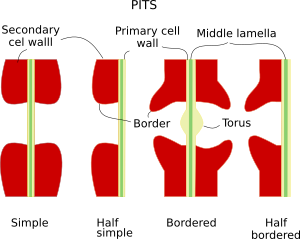 PITS
Secondary
cel walll
Primary cell
wall
Middle lamella
Border
Torus
Simple
Half
simple
Bordered
Half
bordered